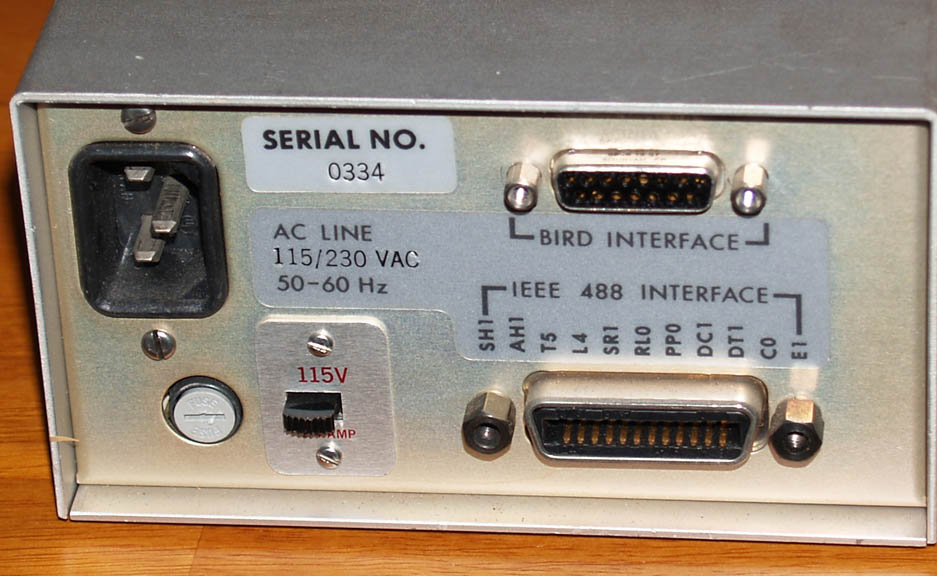 SERIAL NO.
0334
AC LINE
115/230 VAC
50-60 Hz
BIRD INTERFACE
IEEE 488 INTERFACE
SH1
AH1
T5
L4
SR1
RL0
PP0
DC1
DT1
C0
E1
115V
AMP